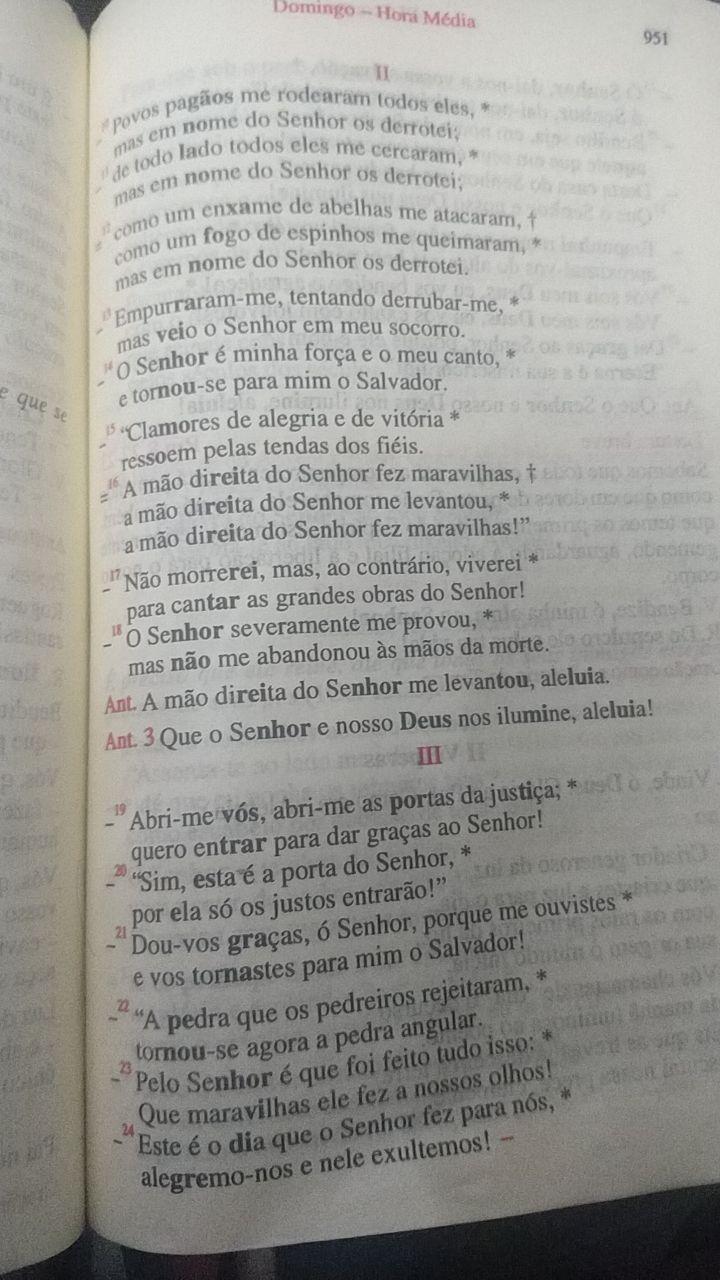 Domingo – Hora Média
951
II
10 Povos pagãos me rodearam todos eles, *
mas em nome do Senhor os derrotei;
– 11 de todo lado todos eles me cercaram, *
mas em nome do Senhor os derrotei;
= 12 como um enxame de abelhas me atacaram, †
como um fogo de espinhos me queimaram, *
mas em nome do Senhor os derrotei.
– 13 Empurraram-me, tentando derrubar-me, *
mas veio o Senhor em meu socorro.
– 14 O Senhor é minha força e o meu canto, *
e tornou-se para mim o Salvador.
– 15 “Clamores de alegria e de vitória *
ressoem pelas tendas dos fiéis.
= 16 A mão direita do Senhor fez maravilhas, †
a mão direita do Senhor me levantou, *
a mão direita do Senhor fez maravilhas!”
– 17 Não morrerei, mas, ao contrário, viverei *
para cantar as grandes obras do Senhor!
– 18 O Senhor severamente me provou, *
mas não me abandonou às mãos da morte.
Ant. A mão direita do Senhor me levantou, aleluia.
Ant. 3 Que o Senhor e nosso Deus nos ilumine, aleluia!
III
– 19 Abri-me vós, abri-me as portas da justiça; *
quero entrar para dar graças ao Senhor!
– 20 “Sim, esta é a porta do Senhor, *
por ela só os justos entrarão!”
– 21 Dou-vos graças, ó Senhor, porque me ouvistes *
e vos tornastes para mim o Salvador!
– 22 “A pedra que os pedreiros rejeitaram, *
tornou-se agora a pedra angular.
– 23 Pelo Senhor é que foi feito tudo isso: *
Que maravilhas ele fez a nossos olhos!
– 24 Este é o dia que o Senhor fez para nós, *
alegremo-nos e nele exultemos! –
e que se